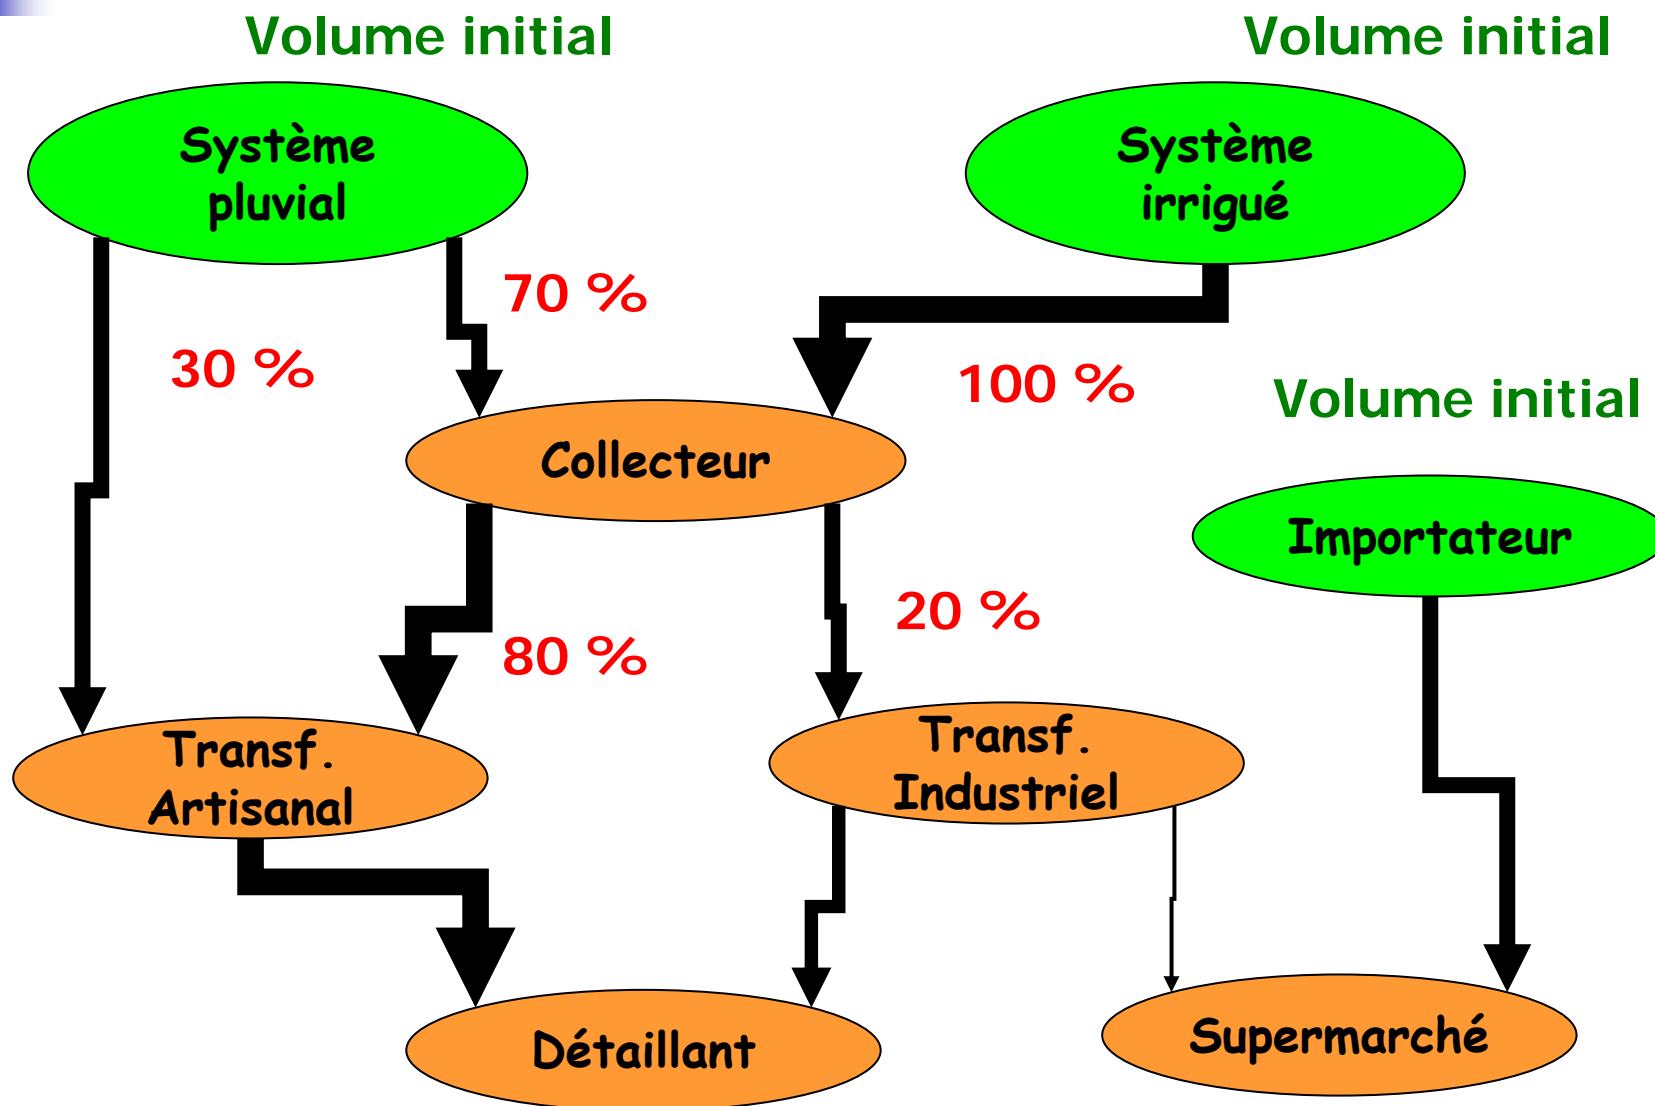 Volume initial
Volume initial
Système
pluvial
Système
irrigué
70 %
30 %
100 %
Volume initial
Collecteur
Importateur
20 %
80 %
Transf.
Artisanal
Transf.
Industriel
Détaillant
Supermarché